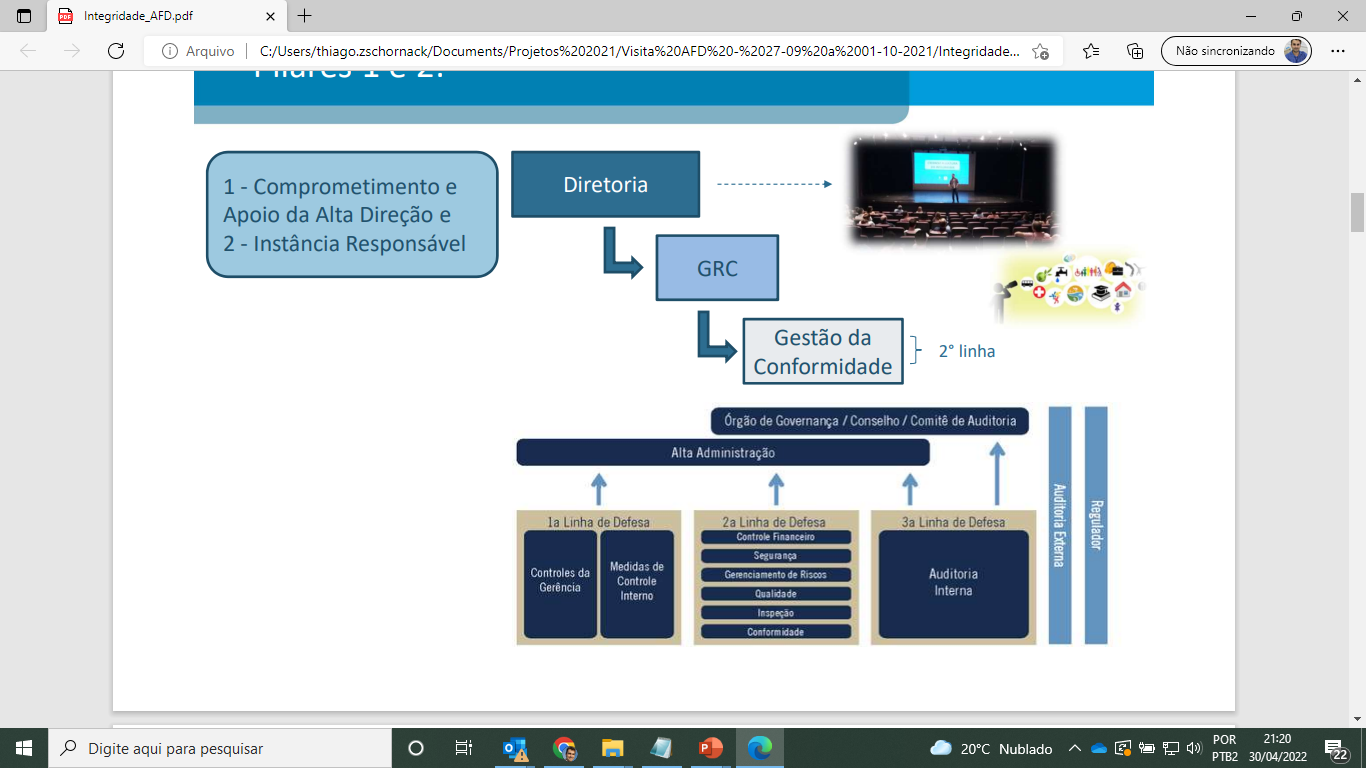 Integridade_AFD.pdf
Arquivo
C:/Users/thiago.zschornack/Documents/Projetos%202021/Visita%20AFD%20-%2027-09%20a%2001-10-2021/Integridade...
Não sincronizando
Pilares 1 e 2:
1 - Comprometimento e
Apoio da Alta Direção e
2 - Instância Responsável
Diretoria
GRC
Gestão da
Conformidade
2° linha
Órgão de Governança / Conselho / Comitê de Auditoria
Alta Administração
1a Linha de Defesa
Controles da
Gerência
Medidas de
Controle
Interno
2a Linha de Defesa
Controle Financeiro
Segurança
Gerenciamento de Riscos
Qualidade
Inspeção
Conformidade
3a Linha de Defesa
Auditoria
Interna
Auditoria Externa
Regulador
Digite aqui para pesquisar
20°C Nublado
POR
PTB2
21:20
30/04/2022
22